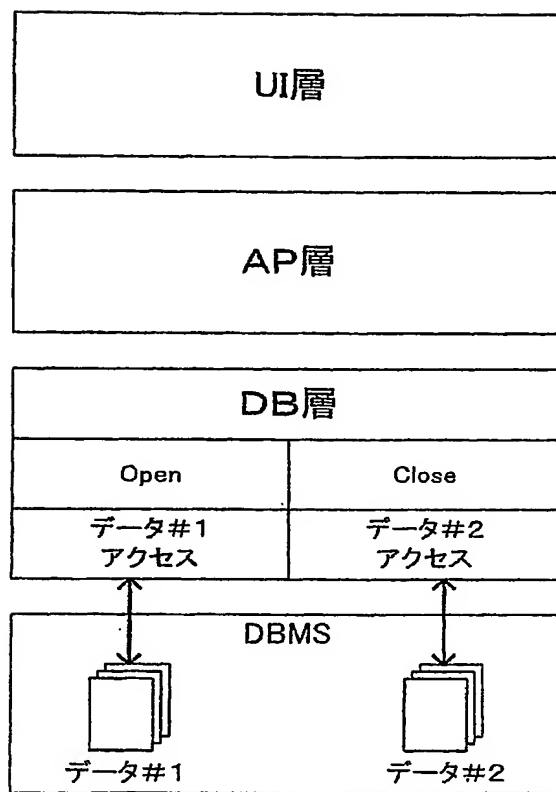 UI層
AP層
DB層
Open
Close
データ#1
アクセス
データ#2
アクセス
DBMS
データ#1
データ#2